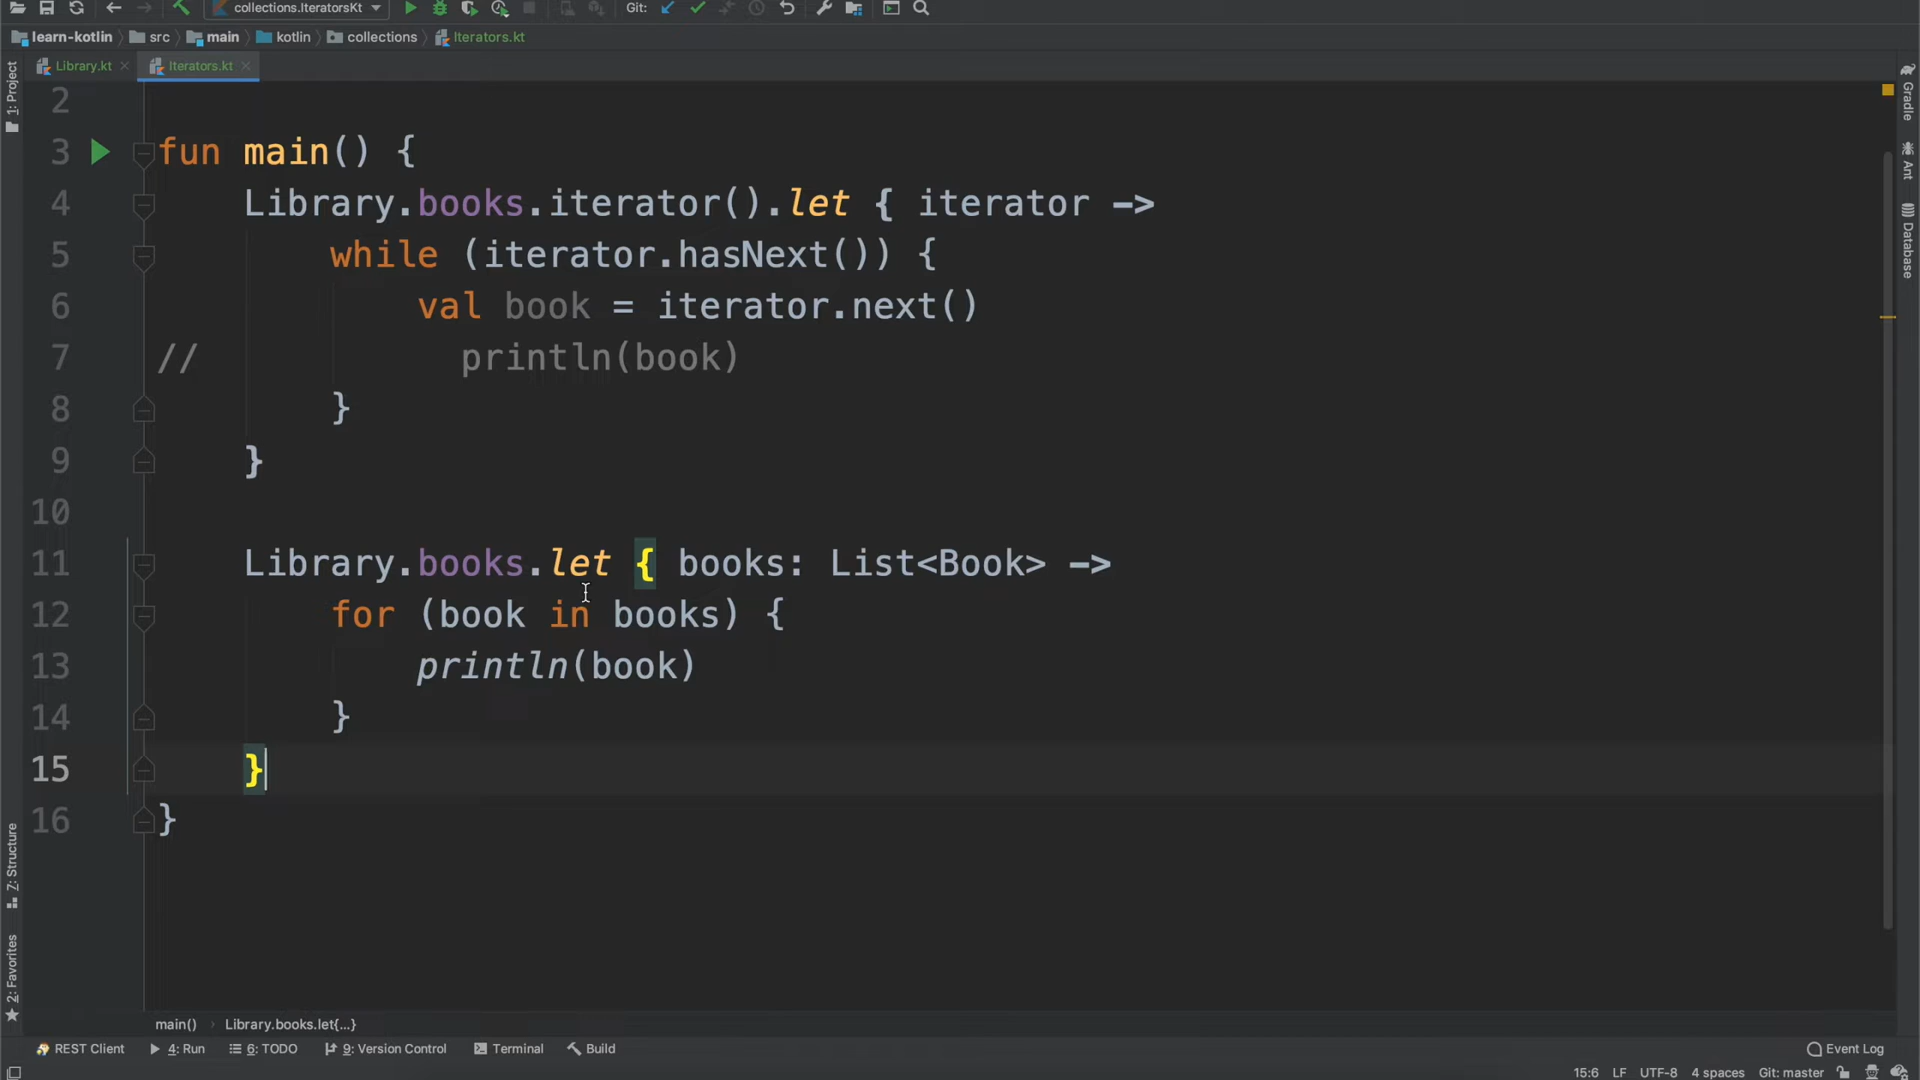 collections.IteratorsKt
Git:
learn-kotlin
src
main
kotlin
collections
Iterators.kt
Library.kt
Iterators.kt
1: Project
Gradle
Ant
Database
2
3 fun main() {
4 Library.books.iterator().let { iterator ->
5 while (iterator.hasNext()) {
6 val book = iterator.next()
7 // println(book)
8 }
9 }
10
11 Library.books.let { books: List<Book> ->
12 for (book in books) {
13 println(book)
14 }
15 }
16 }
Z: Structure
2: Favorites
main()
Library.books.let{...}
REST Client
4: Run
6: TODO
9: Version Control
Terminal
Build
Event Log
15:6
LF
UTF-8
4 spaces
Git: master